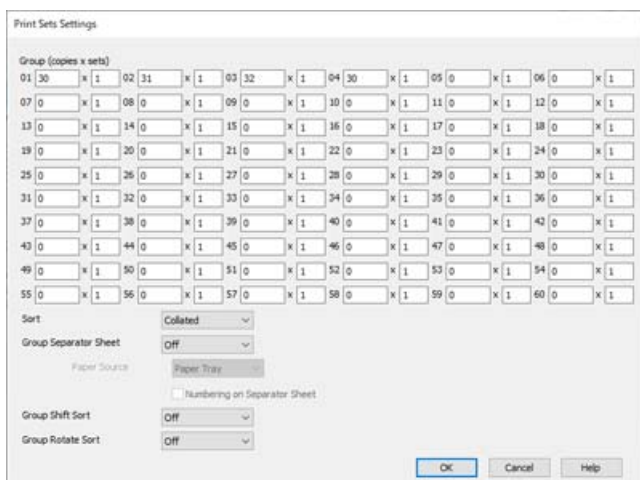 Print Sets Settings
Group (copies x sets)
01 30 x 1 02 31 x 1 03 32 x 1 04 30 x 1 05 0 x 1 06 0 x 1
07 0 x 1 08 0 x 1 09 0 x 1 10 0 x 1 11 0 x 1 12 0 x 1
13 0 x 1 14 0 x 1 15 0 x 1 16 0 x 1 17 0 x 1 18 0 x 1
19 0 x 1 20 0 x 1 21 0 x 1 22 0 x 1 23 0 x 1 24 0 x 1
25 0 x 1 26 0 x 1 27 0 x 1 28 0 x 1 29 0 x 1 30 0 x 1
31 0 x 1 32 0 x 1 33 0 x 1 34 0 x 1 35 0 x 1 36 0 x 1
37 0 x 1 38 0 x 1 39 0 x 1 40 0 x 1 41 0 x 1 42 0 x 1
43 0 x 1 44 0 x 1 45 0 x 1 46 0 x 1 47 0 x 1 48 0 x 1
49 0 x 1 50 0 x 1 51 0 x 1 52 0 x 1 53 0 x 1 54 0 x 1
55 0 x 1 56 0 x 1 57 0 x 1 58 0 x 1 59 0 x 1 60 0 x 1
Sort Collated
Group Separator Sheet Off
Paper Source Paper Tray
Numbering on Separator Sheet
Group Shift Sort Off
Group Rotate Sort Off
OK Cancel Help